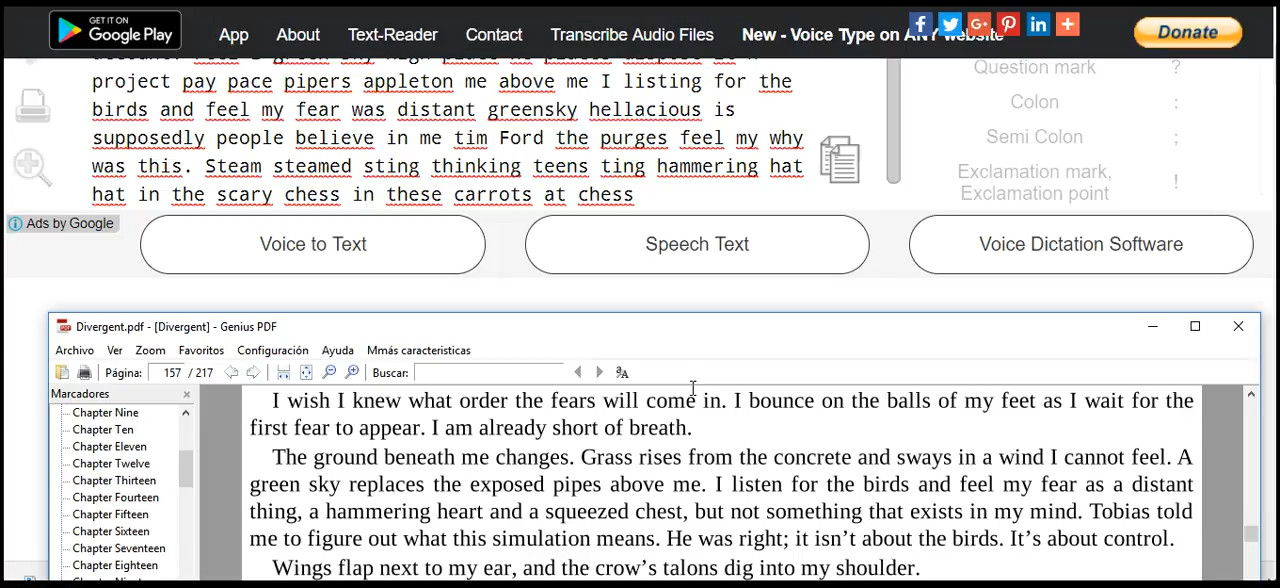 GET IT ON
Google Play
App About Text-Reader Contact Transcribe Audio Files New - Voice Type on ANY website
Donate
project pay pace pipers appleton me above me I listing for the
birds and feel my fear was distant greensky hellacious is
supposedly people believe in me tim Ford the purges feel my why
was this. Steam steamed sting thinking teens ting hammering hat
hat in the scary chess in these carrots at chess
Question mark ?
Colon :
Semi Colon ;
Exclamation mark,
Exclamation point !
Ads by Google
Voice to Text
Speech Text
Voice Dictation Software
Divergent.pdf - [Divergent] - Genius PDF
Archivo Ver Zoom Favoritos Configuración Ayuda Mmás caracteristicas
Página: 157 / 217 Buscar:
Marcadores
Chapter Nine
Chapter Ten
Chapter Eleven
Chapter Twelve
Chapter Thirteen
Chapter Fourteen
Chapter Fifteen
Chapter Sixteen
Chapter Seventeen
Chapter Eighteen
I wish I knew what order the fears will come in. I bounce on the balls of my feet as I wait for the
first fear to appear. I am already short of breath.
The ground beneath me changes. Grass rises from the concrete and sways in a wind I cannot feel. A
green sky replaces the exposed pipes above me. I listen for the birds and feel my fear as a distant
thing, a hammering heart and a squeezed chest, but not something that exists in my mind. Tobias told
me to figure out what this simulation means. He was right; it isn't about the birds. It's about control.
Wings flap next to my ear, and the crow's talons dig into my shoulder.